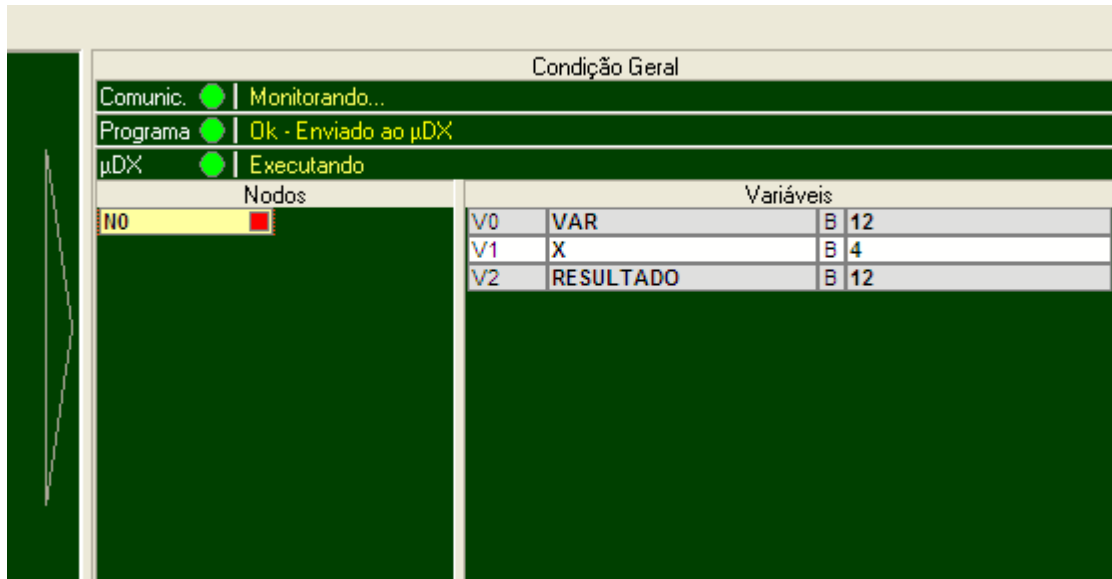 Condição Geral
Comunic. | Monitorando...
Programa | Ok - Enviado ao µDX
µDX | Executando
Nodos Variáveis
N0 V0 VAR B 12
V1 X B 4
V2 RESULTADO B 12